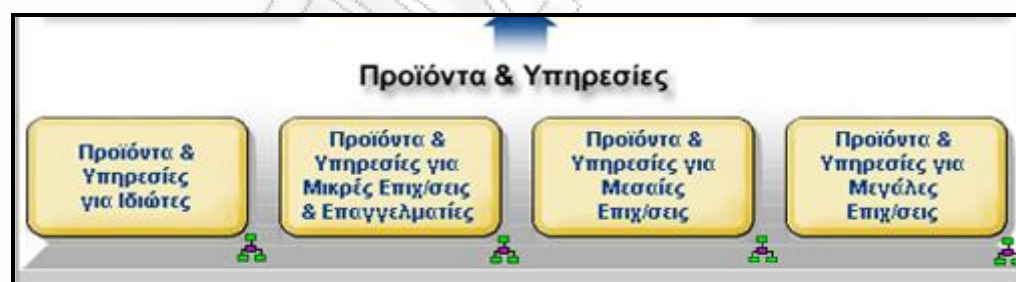 Προϊόντα & Υπηρεσίες
Προϊόντα &
Υπηρεσίες
για Ιδιώτες
Προϊόντα &
Υπηρεσίες για
Μικρές Επιχ/σεις
& Επαγγελματίες
Προϊόντα &
Υπηρεσίες για
Μεσαίες
Επιχ/σεις
Προϊόντα &
Υπηρεσίες για
Μεγάλες
Επιχ/σεις